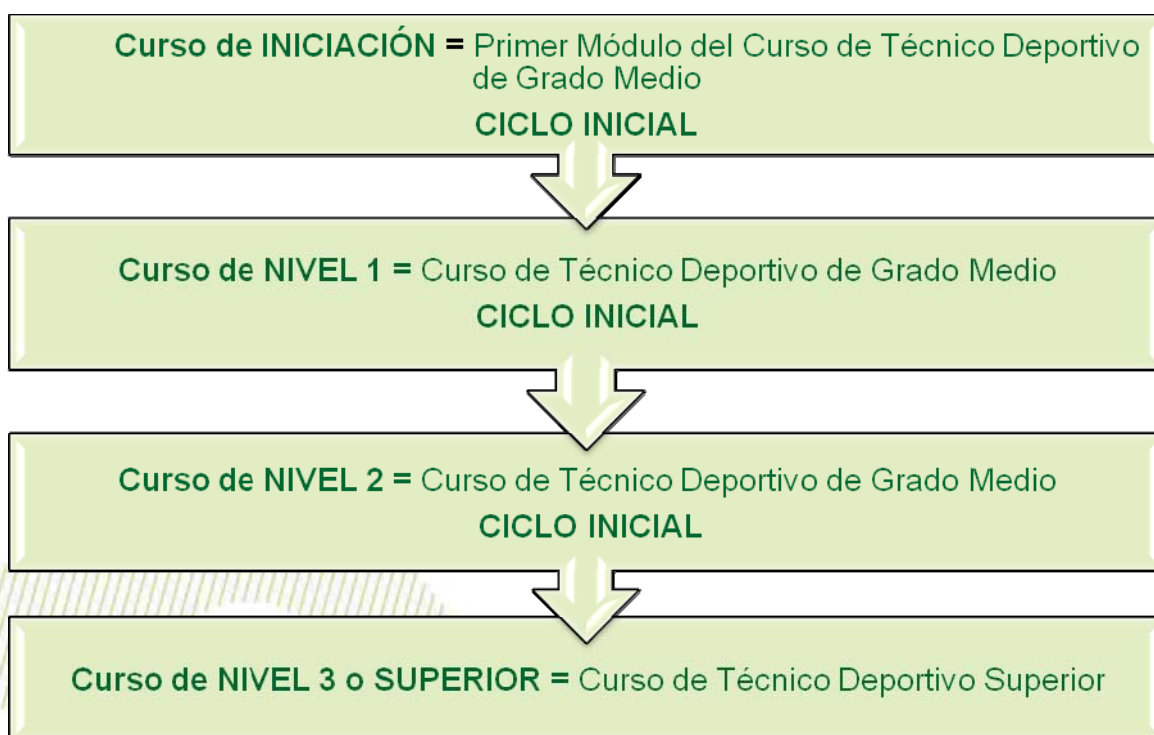 Curso de INICIACIÓN = Primer Módulo del Curso de Técnico Deportivo
de Grado Medio
CICLO INICIAL
Curso de NIVEL 1 = Curso de Técnico Deportivo de Grado Medio
CICLO INICIAL
Curso de NIVEL 2 = Curso de Técnico Deportivo de Grado Medio
CICLO INICIAL
Curso de NIVEL 3 o SUPERIOR = Curso de Técnico Deportivo Superior